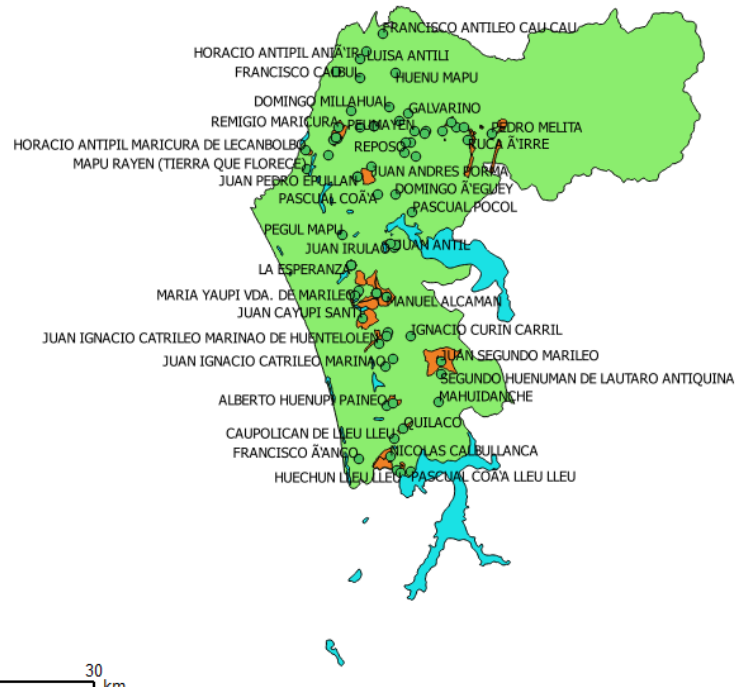 FRANCISCO ANTILEO CAU CAU
HORACIO ANTIPIL ANIÃ'IR
LUISA ANTILI
FRANCISCO CALBUL
HUENU MAPU
DOMINGO MILLAHUAL
GALVARINO
REMIGIO MARICURA
PEUMAYEN
PEDRO MELITA
HORACIO ANTIPIL MARICURA DE LECANBOLBO
REPOSO
RUCA Ã'IRRE
MAPU RAYEN (TIERRA QUE FLORECE)
JUAN ANDRES FORMA
JUAN PEDRO EPULLAN
PASCUAL COÃ'A
DOMINGO Ã'EGUEY
PASCUAL POCOL
PEGUL MAPU
JUAN IRULAO
JUAN ANTIL
LA ESPERANZA
MARIA YAUPI VDA. DE MARILEO
MANUEL ALCAMAN
JUAN CAYUPI SANTI
IGNACIO CURIN CARRIL
JUAN IGNACIO CATRILEO MARINAO DE HUENTELOLEN
JUAN SEGUNDO MARILEO
JUAN IGNACIO CATRILEO MARINAO
SEGUNDO HUENUMAN DE LAUTARO ANTIQUINA
ALBERTO HUENUPI PAINEO
MAHUIDANCHE
QUILACO
CAUPOLICAN DE LLEU LLEU
FRANCISCO Ã'ANCO
NICOLAS CALBULLANCA
HUECHUN LLEU LLEU
PASCUAL COÃ'A LLEU LLEU
30
km